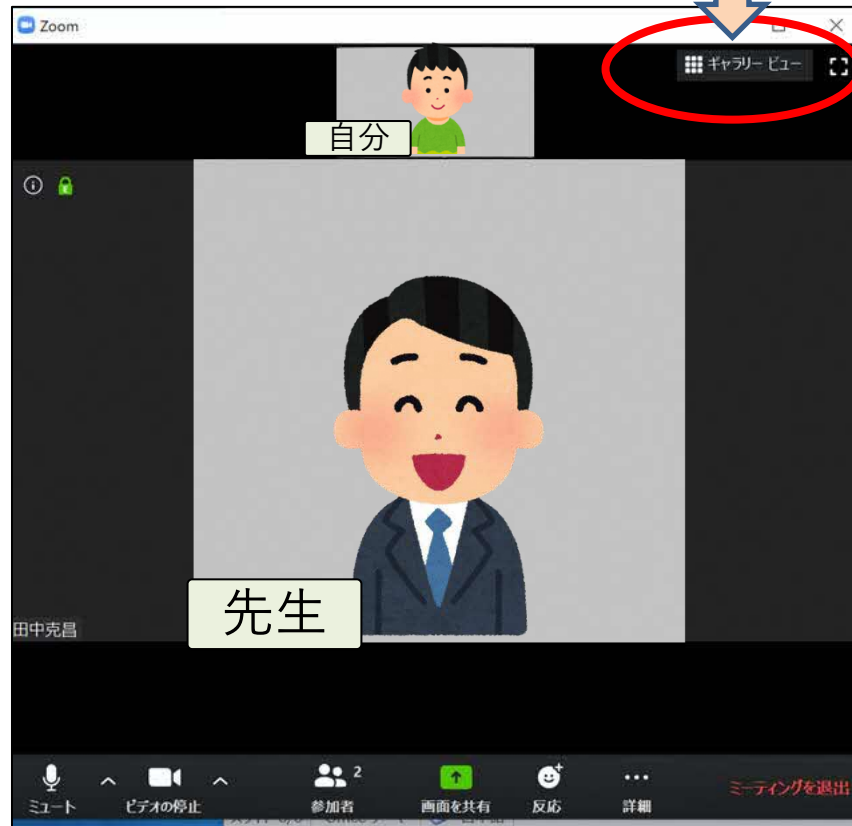 Zoom
ギャラリー ビュー
自分
先生
田中克昌
2
ミュート
ビデオの停止
参加者
画面を共有
反応
詳細
ミーティングを退出